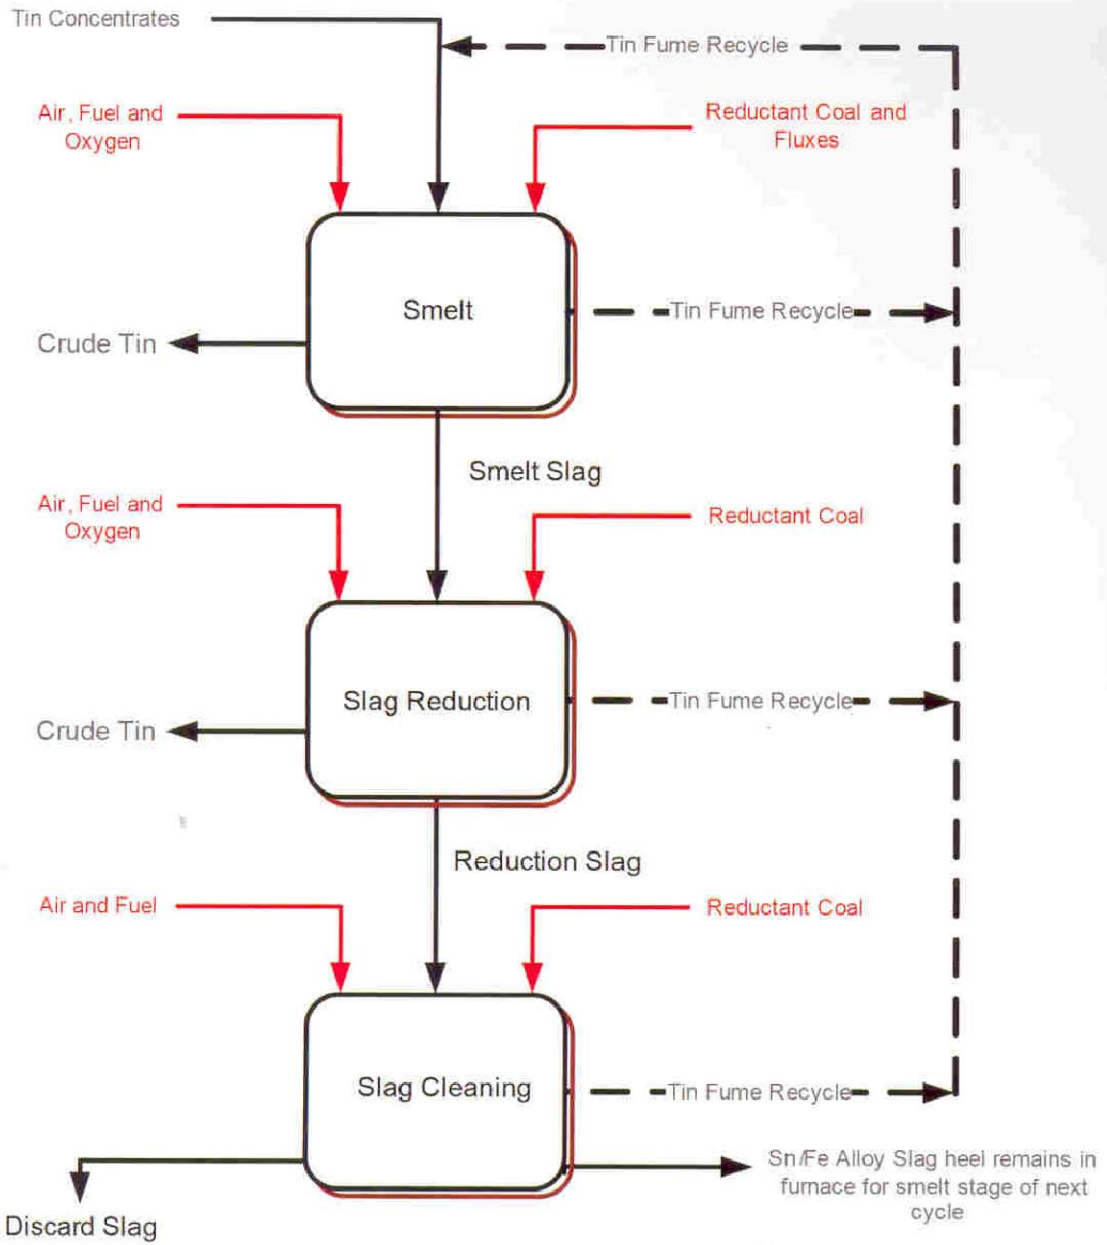 Tin Concentrates
Tin Fume Recycle
Air, Fuel and
Oxygen
Reductant Coal and
Fluxes
Smelt
Tin Fume Recycle
Crude Tin
Smelt Slag
Air, Fuel and
Oxygen
Reductant Coal
Slag Reduction
Tin Fume Recycle
Crude Tin
Reduction Slag
Air and Fuel
Reductant Coal
Slag Cleaning
Tin Fume Recycle
Sn/Fe Alloy Slag heel remains in
furnace for smelt stage of next
cycle
Discard Slag